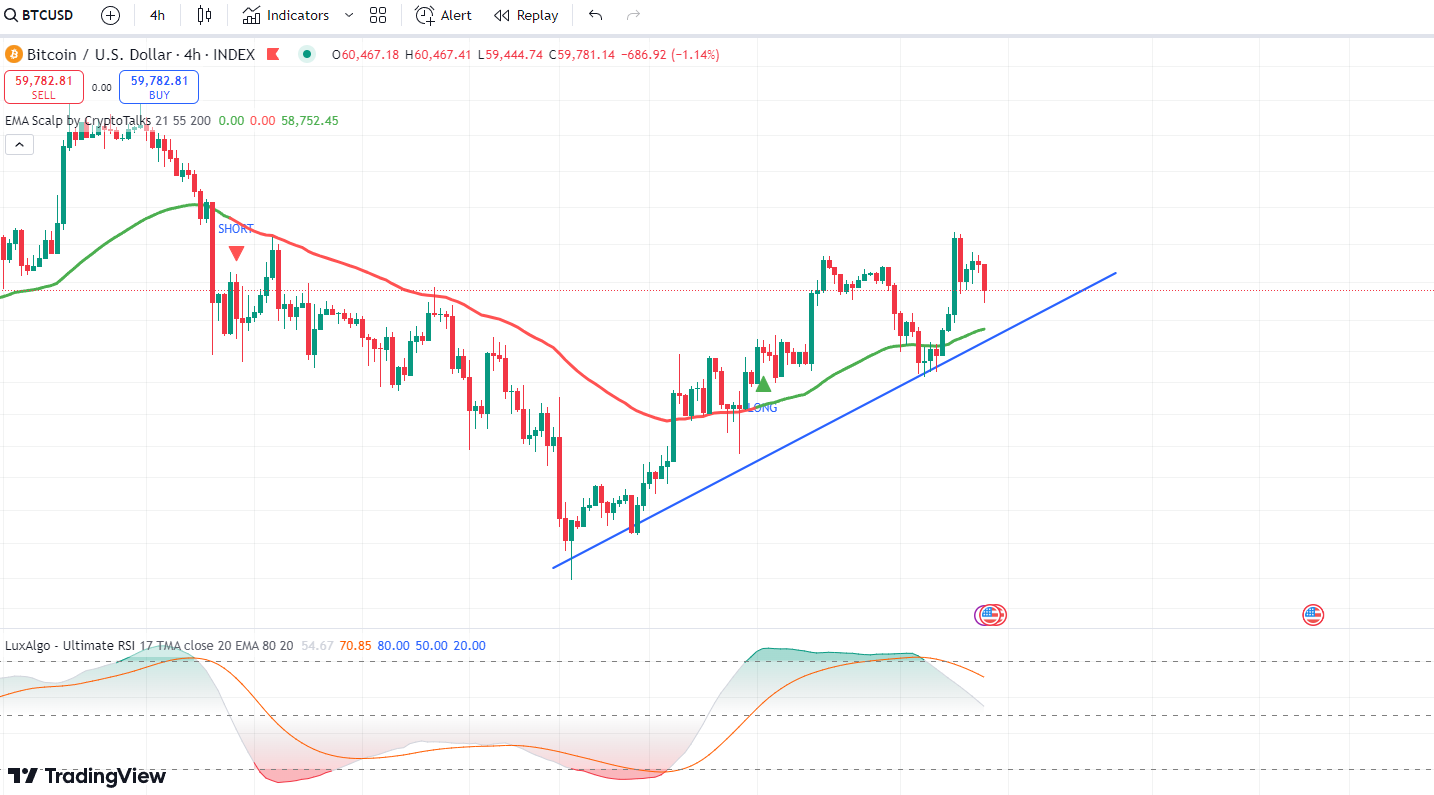 BTCUSD 4h Indicators Alert Replay
Bitcoin / U.S. Dollar · 4h · INDEX O60,467.18 H60,467.41 L59,444.74 C59,781.14 −686.92 (−1.14%)
59,782.81 0.00 59,782.81
SELL BUY
EMA Scalp by CryptoTalks 21 55 200 0.00 0.00 58,752.45
SHORT
LONG
LuxAlgo - Ultimate RSI 17 TMA close 20 EMA 80 20 54.67 70.85 80.00 50.00 20.00
TradingView